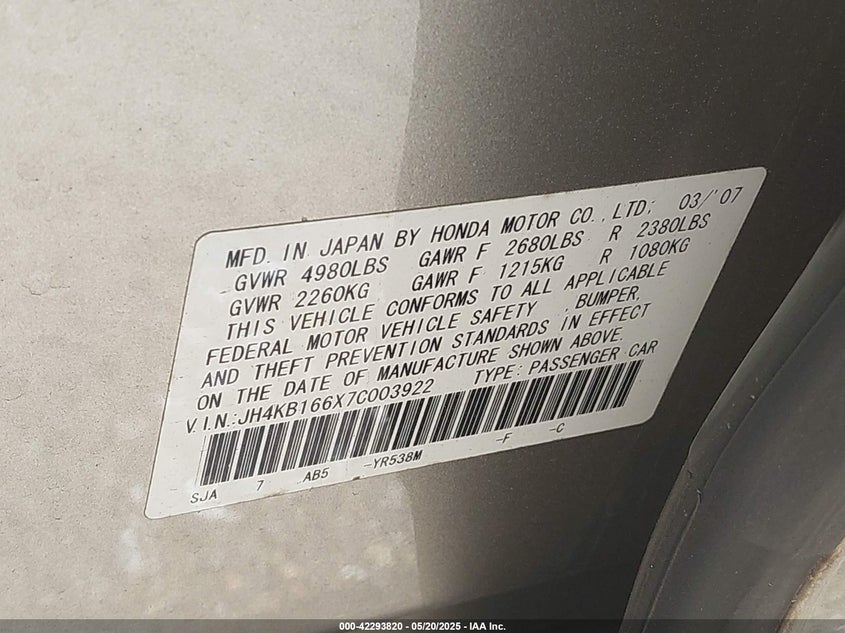 MFD. IN JAPAN BY HONDA MOTOR CO., LTD; 03/'07
GVWR 4980LBS GAWR F 2680LBS R 2380LBS
GVWR 2260KG GAWR F 1215KG R 1080KG
THIS VEHICLE CONFORMS TO ALL APPLICABLE
FEDERAL MOTOR VEHICLE SAFETY , BUMPER,
AND THEFT PREVENTION STANDARDS IN EFFECT
ON THE DATE OF MANUFACTURE SHOWN ABOVE.
V.I.N.:JH4KB166X7C003922 TYPE: PASSENGER CAR
SJA 7 AB5 -YR538M -F -C
000-42293820 - 05/20/2025 - IAA Inc.